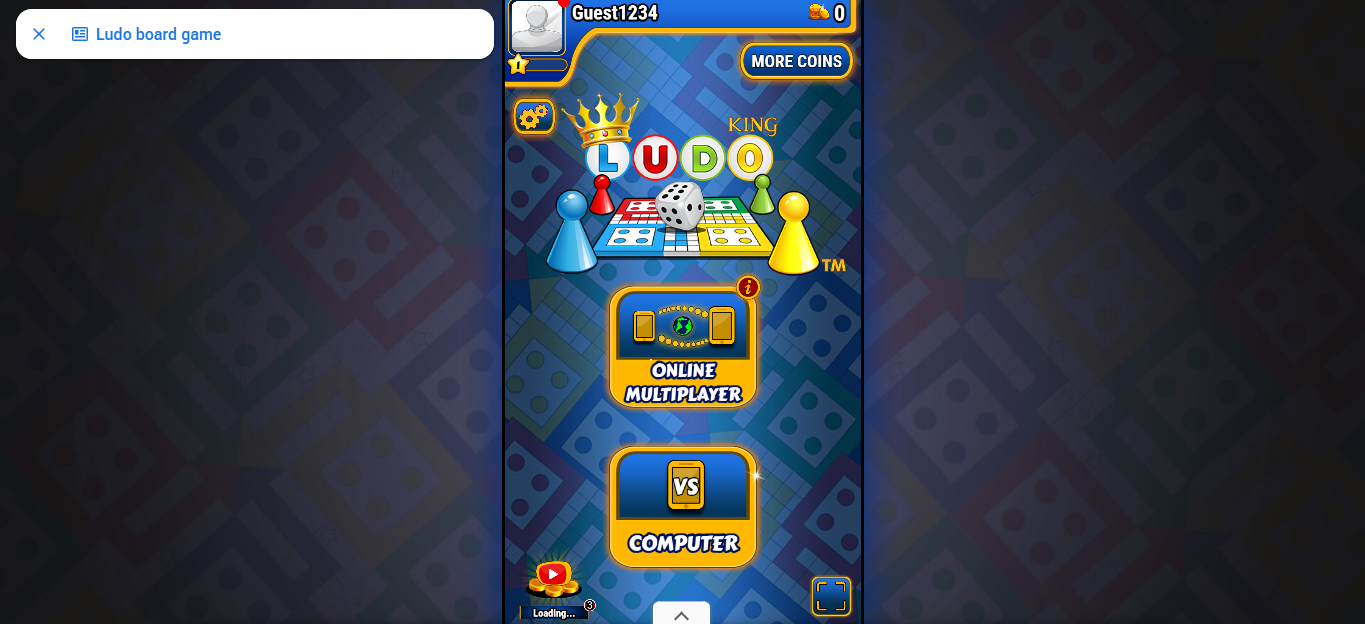 Ludo board game
Guest1234
0
MORE COINS
KING
LUDO
TM
i
ONLINE
MULTIPLAYER
VS
COMPUTER
3
Loading...